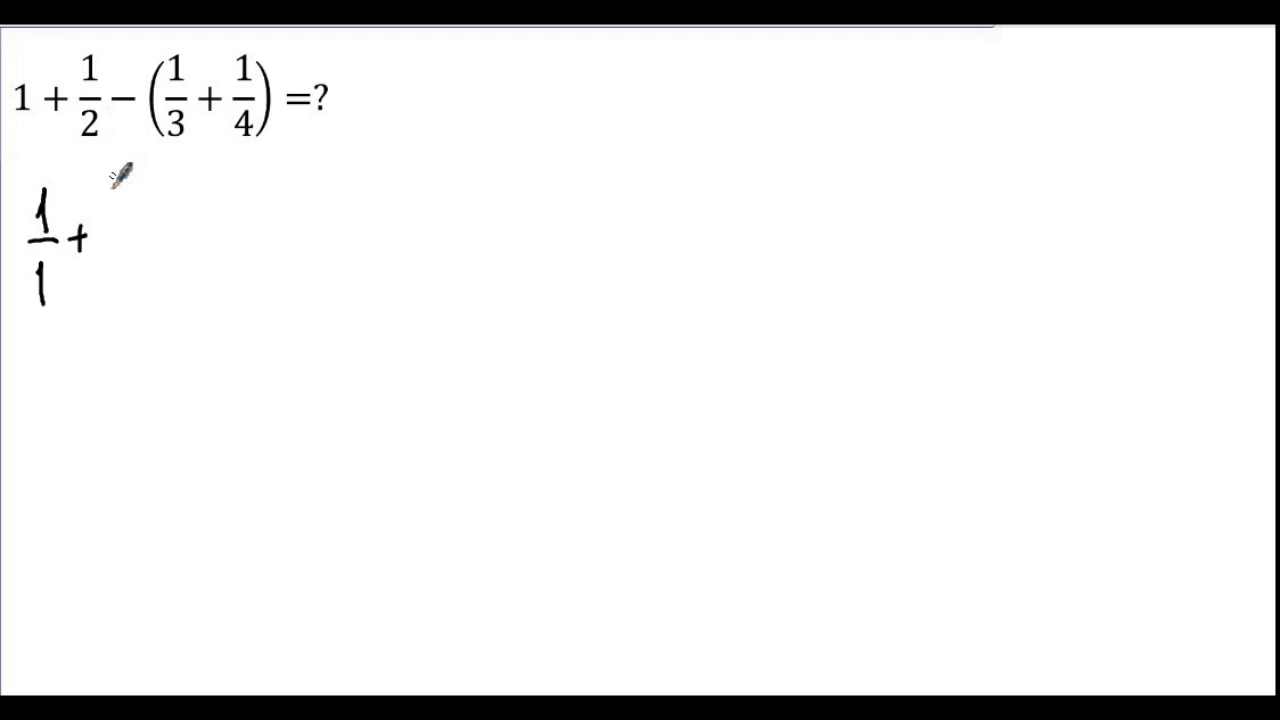 1 + 1/2 − (1/3 + 1/4) =?
1/1 +